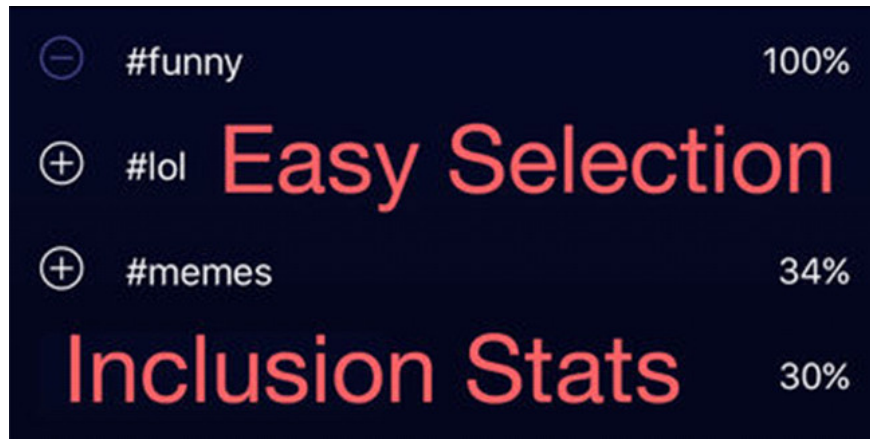 #funny 100%
#lol Easy Selection
#memes 34%
Inclusion Stats 30%